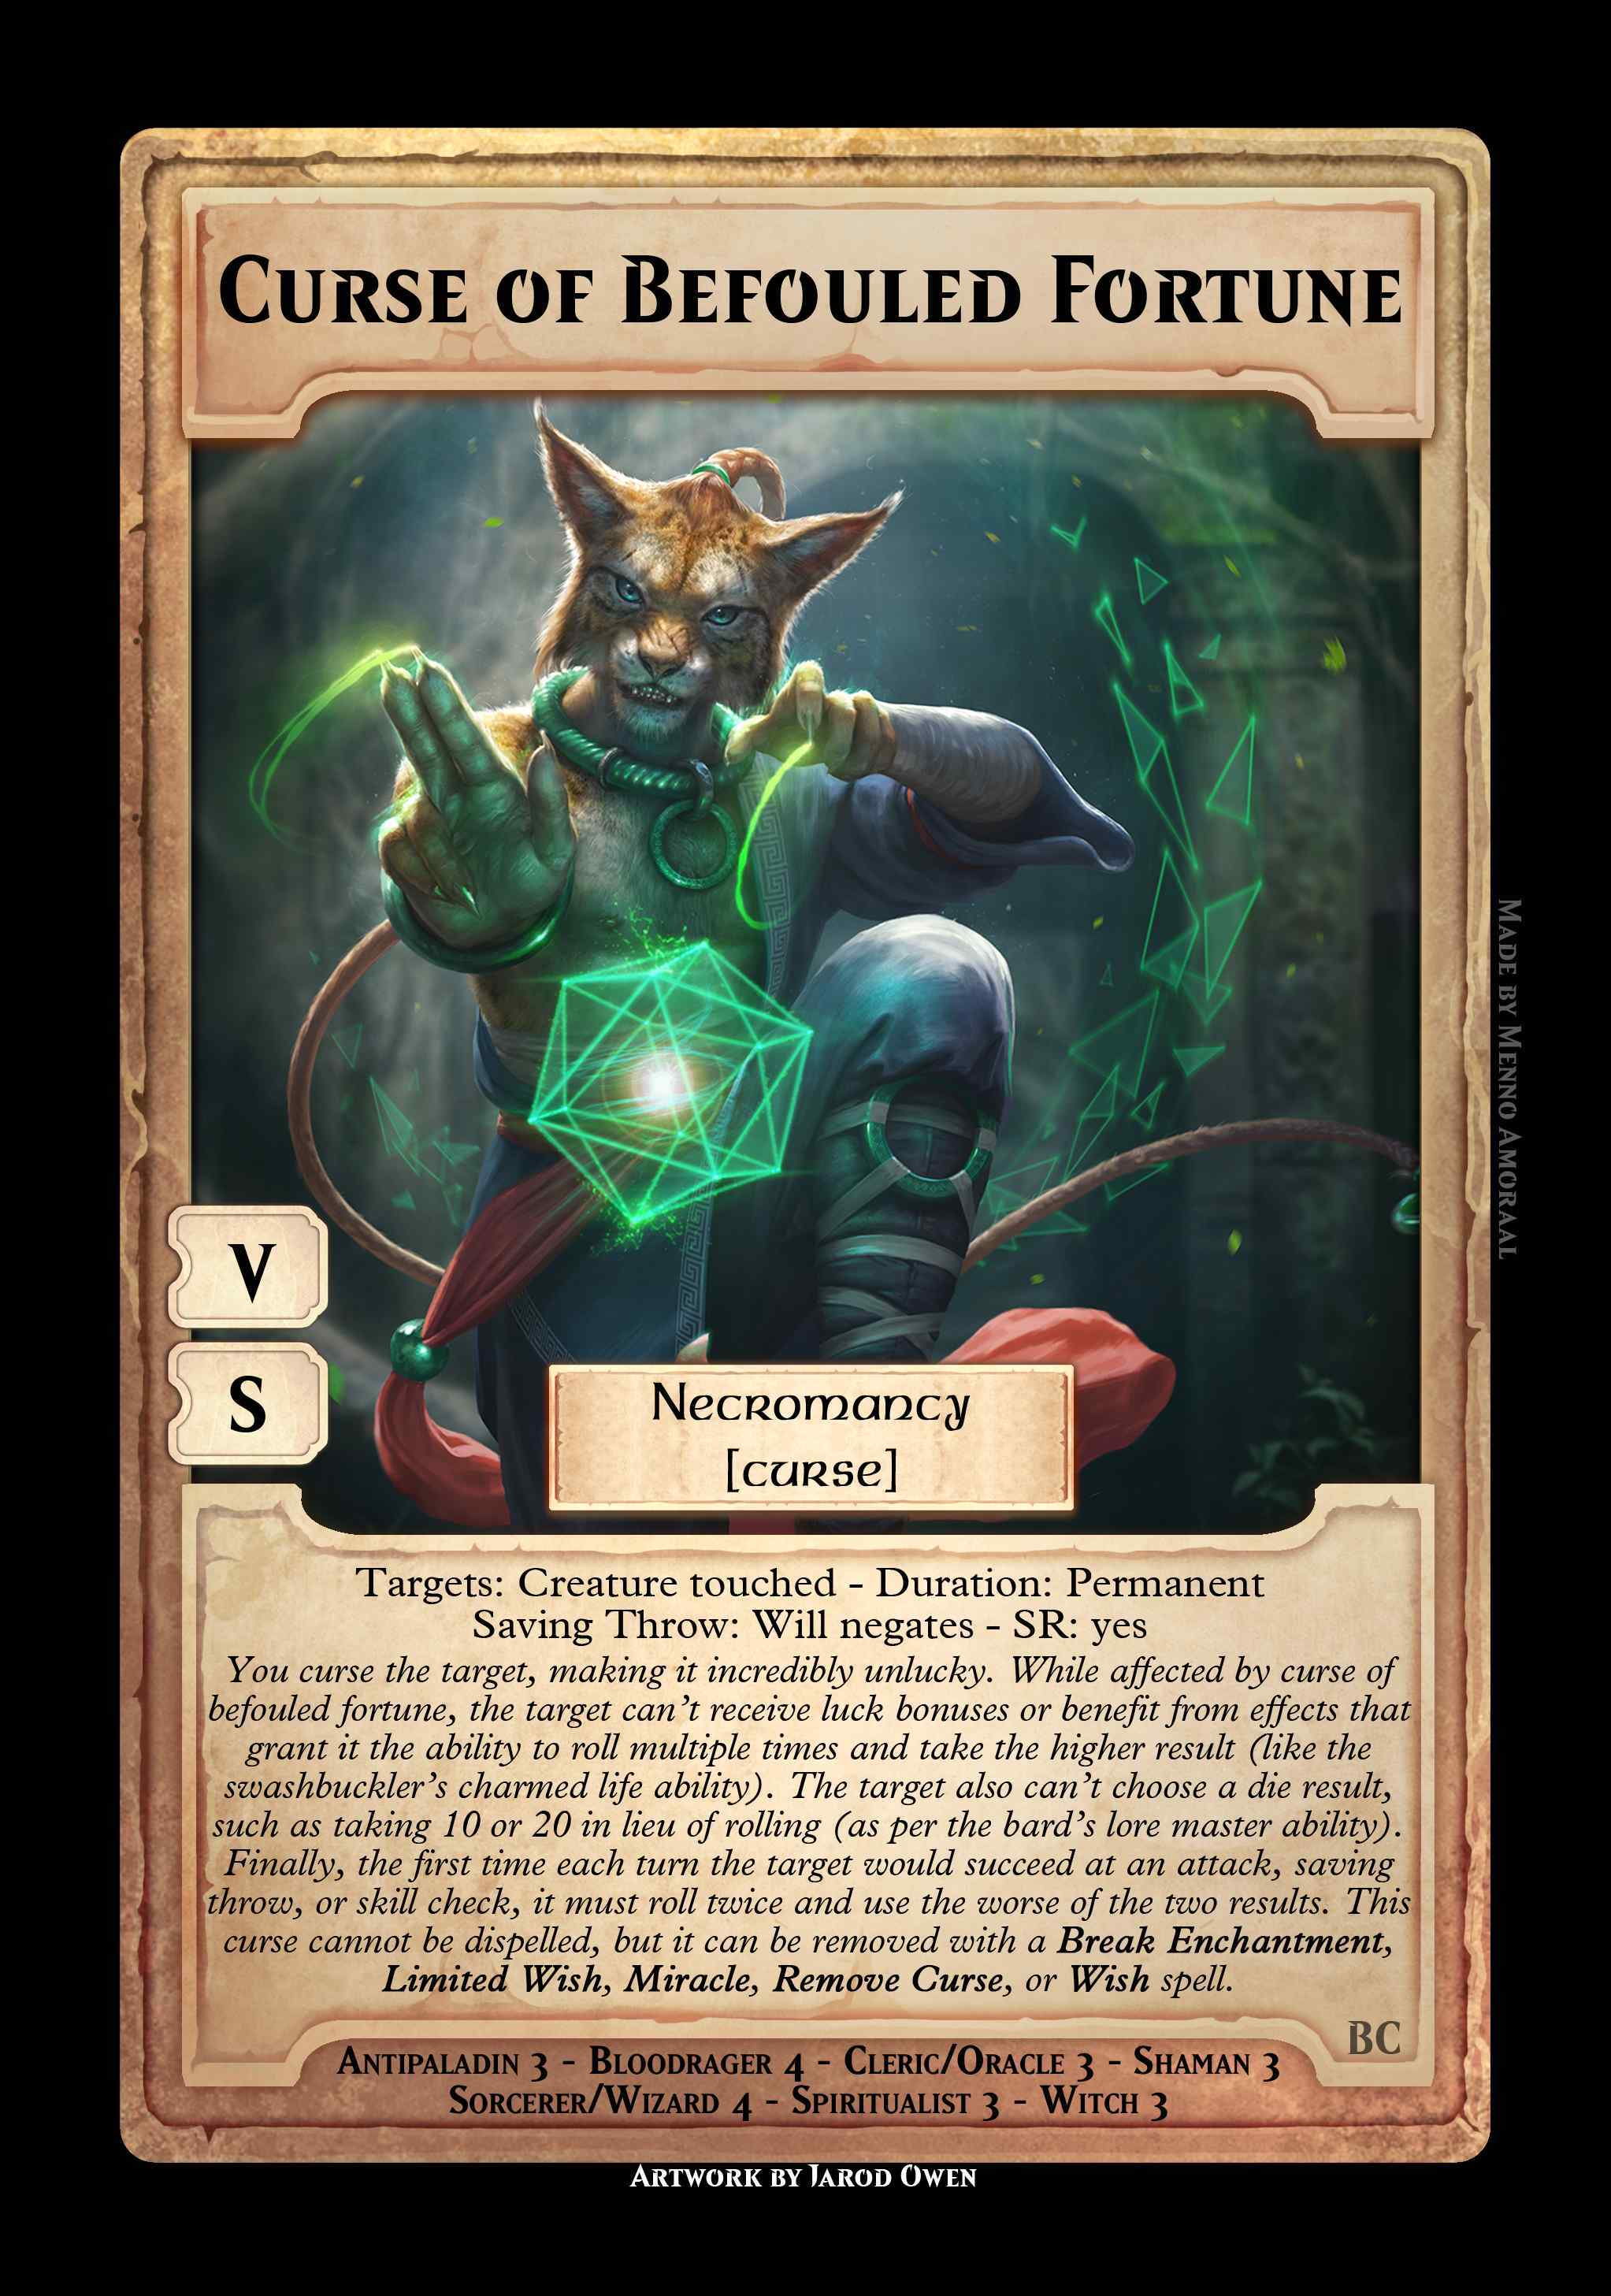 Curse of Befouled Fortune
Made by Menno Amoraal
V
S
Necromancy
[curse]
Targets: Creature touched - Duration: Permanent
Saving Throw: Will negates - SR: yes
You curse the target, making it incredibly unlucky. While affected by curse of
befouled fortune, the target can’t receive luck bonuses or benefit from effects that
grant it the ability to roll multiple times and take the higher result (like the
swashbuckler’s charmed life ability). The target also can’t choose a die result,
such as taking 10 or 20 in lieu of rolling (as per the bard’s lore master ability).
Finally, the first time each turn the target would succeed at an attack, saving
throw, or skill check, it must roll twice and use the worse of the two results. This
curse cannot be dispelled, but it can be removed with a Break Enchantment,
Limited Wish, Miracle, Remove Curse, or Wish spell.
BC
Antipaladin 3 - Bloodrager 4 - Cleric/Oracle 3 - Shaman 3
Sorcerer/Wizard 4 - Spiritualist 3 - Witch 3
Artwork by Jarod Owen